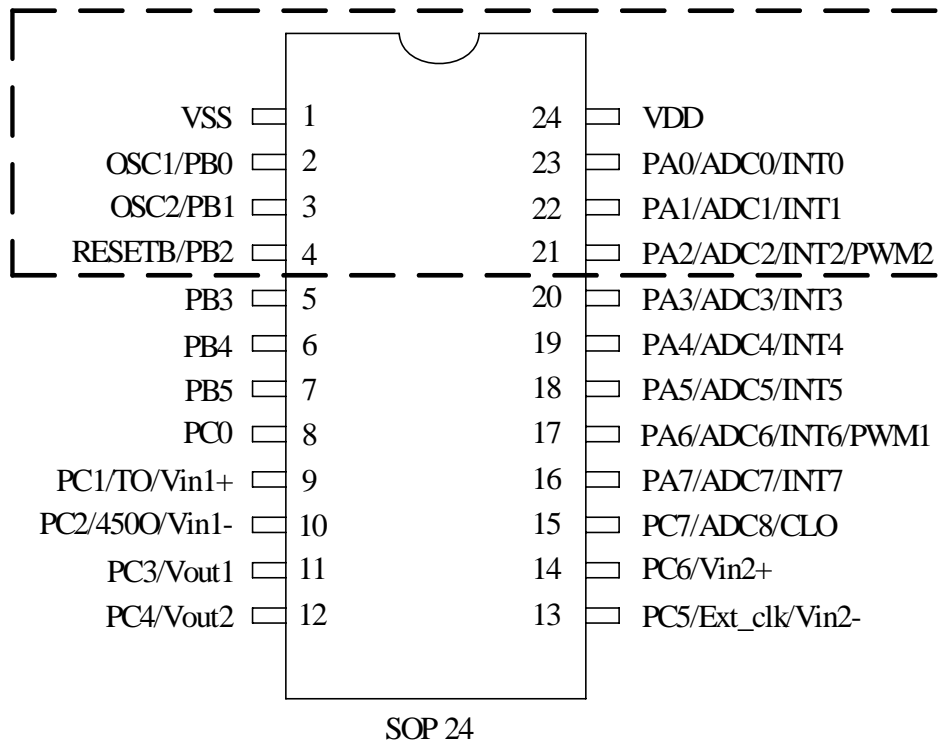 VSS 1 24 VDD
OSC1/PB0 2 23 PA0/ADC0/INT0
OSC2/PB1 3 22 PA1/ADC1/INT1
RESETB/PB2 4 21 PA2/ADC2/INT2/PWM2
PB3 5 20 PA3/ADC3/INT3
PB4 6 19 PA4/ADC4/INT4
PB5 7 18 PA5/ADC5/INT5
PC0 8 17 PA6/ADC6/INT6/PWM1
PC1/TO/Vin1+ 9 16 PA7/ADC7/INT7
PC2/450O/Vin1- 10 15 PC7/ADC8/CLO
PC3/Vout1 11 14 PC6/Vin2+
PC4/Vout2 12 13 PC5/Ext_clk/Vin2-
SOP 24